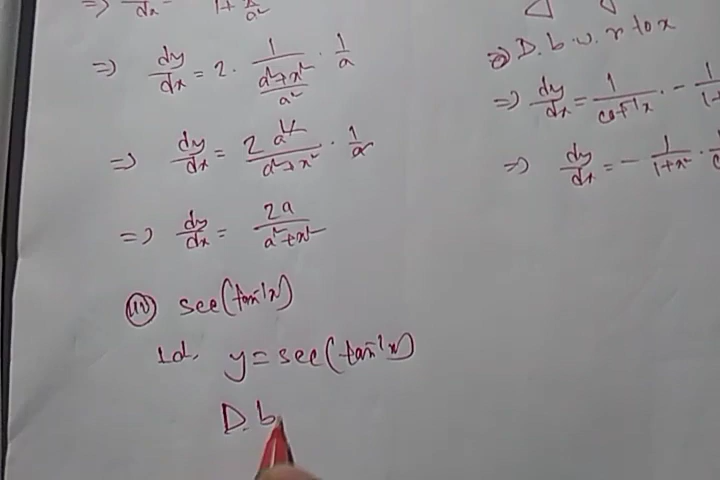 => dy/dx = 2 · 1/((a²+x²)/a²) · 1/a
=> dy/dx = 2a²/(a²+x²) · 1/a
=> dy/dx = 2a/(a²+x²)
(iii) sec(tan⁻¹x)
Let. y = sec(tan⁻¹x)
D. b
=> D. b. w. r to x
=> dy/dx = 1/(cot⁻¹x) · - 1/
=> dy/dx = - 1/(1+x²) ·